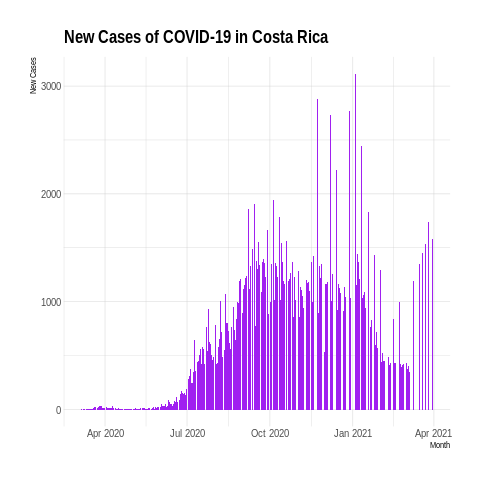 New Cases of COVID-19 in Costa Rica
New Cases
3000
2000
1000
0
Apr 2020
Jul 2020
Oct 2020
Jan 2021
Apr 2021
Month